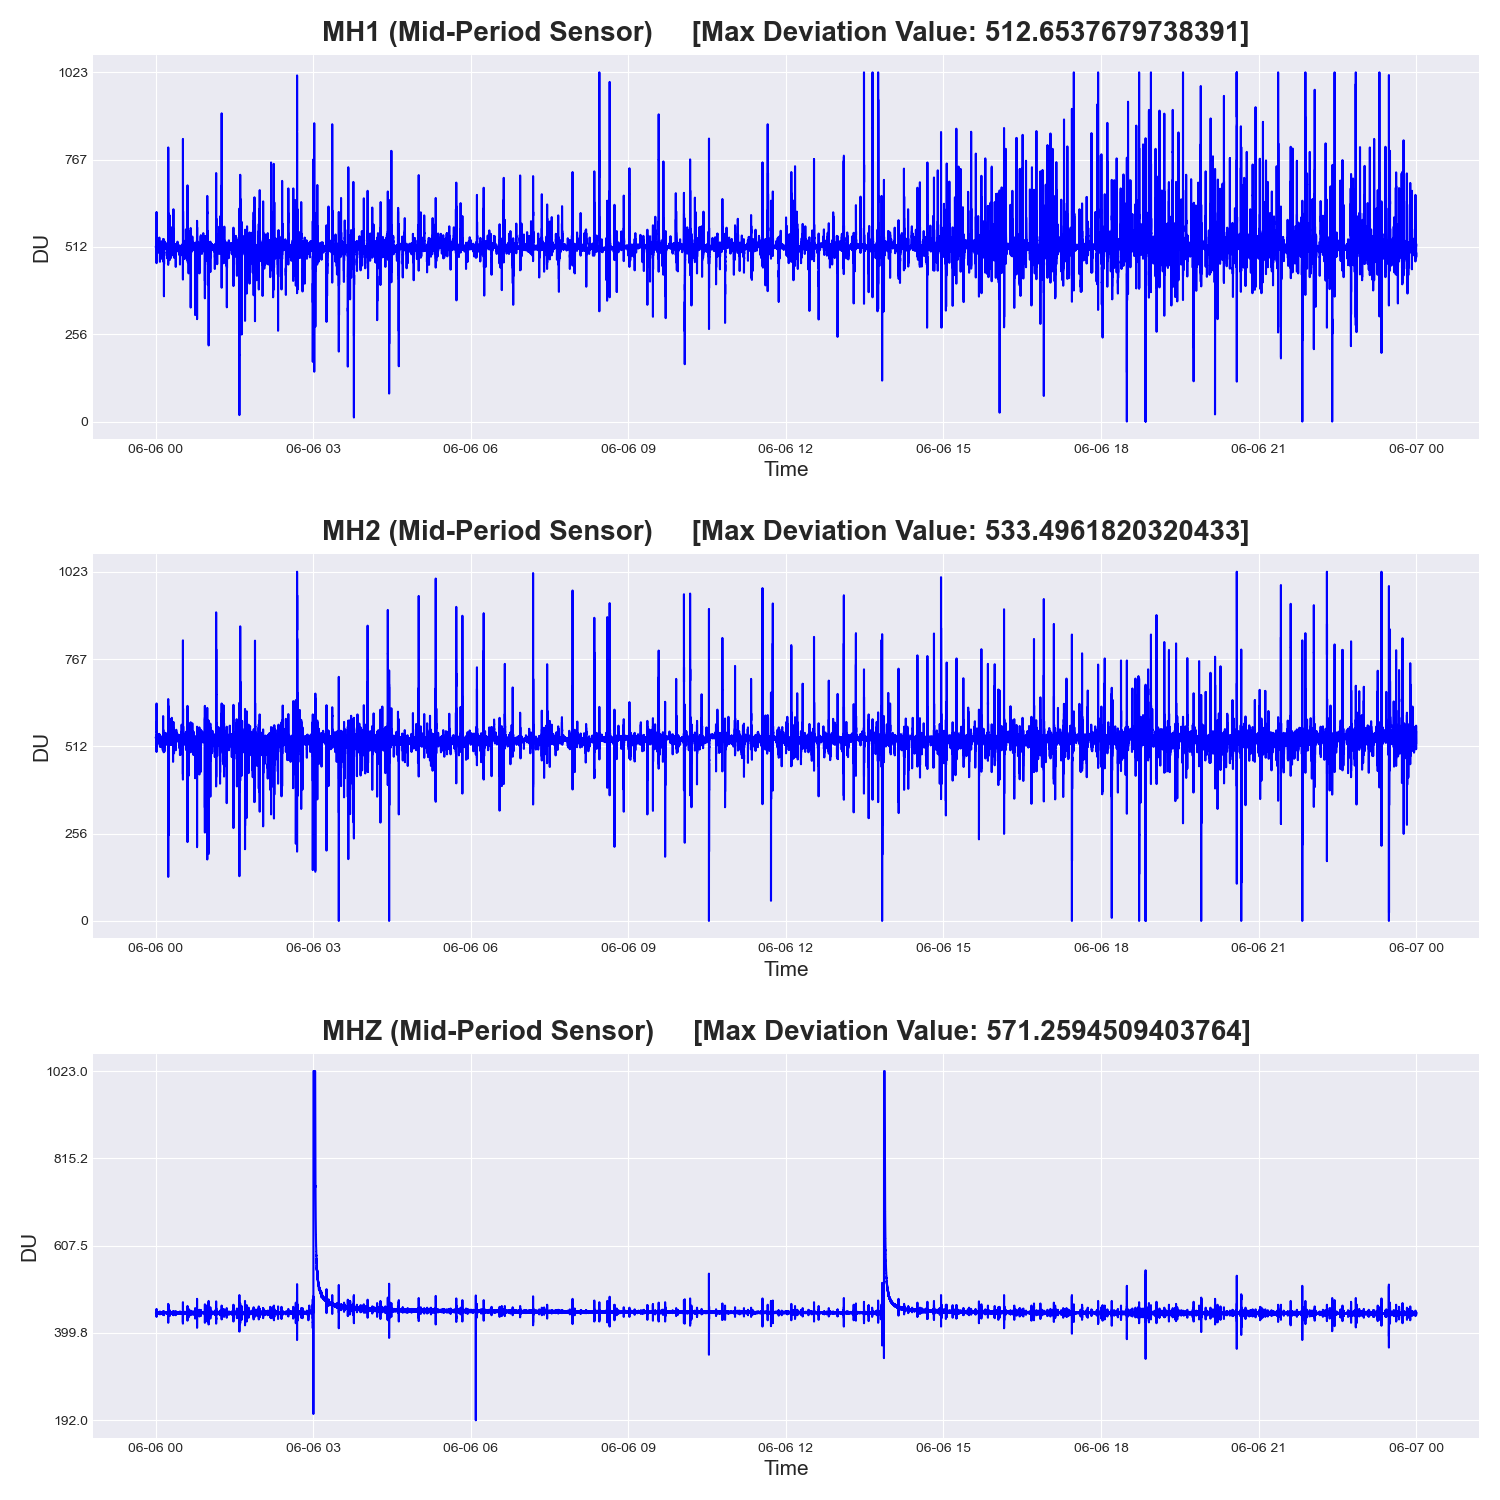 MH1 (Mid-Period Sensor) [Max Deviation Value: 512.6537679738391]
1023
767
512
256
0
DU
06-06 00 06-06 03 06-06 06 06-06 09 06-06 12 06-06 15 06-06 18 06-06 21 06-07 00
Time
MH2 (Mid-Period Sensor) [Max Deviation Value: 533.4961820320433]
1023
767
512
256
0
DU
06-06 00 06-06 03 06-06 06 06-06 09 06-06 12 06-06 15 06-06 18 06-06 21 06-07 00
Time
MHZ (Mid-Period Sensor) [Max Deviation Value: 571.2594509403764]
1023.0
815.2
607.5
399.8
192.0
DU
06-06 00 06-06 03 06-06 06 06-06 09 06-06 12 06-06 15 06-06 18 06-06 21 06-07 00
Time